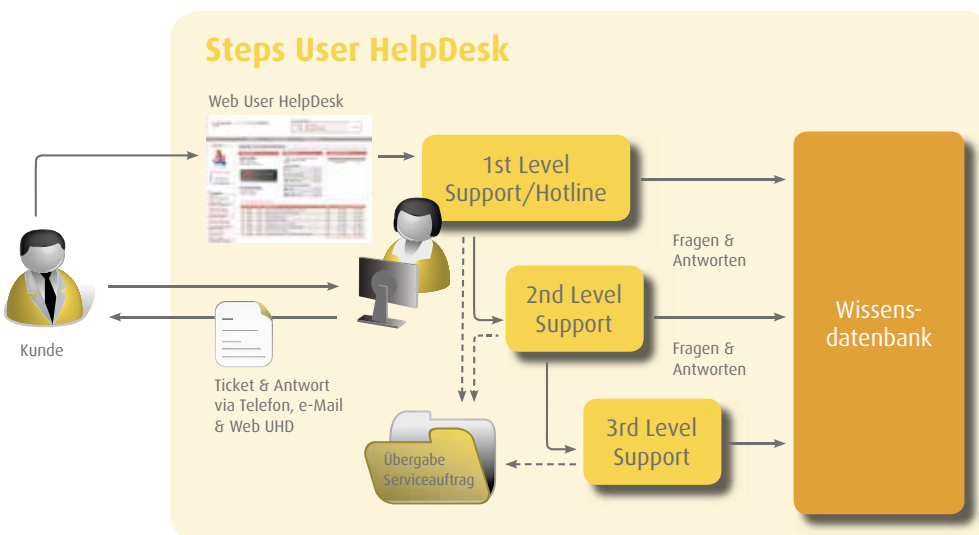 Steps User HelpDesk
Web User HelpDesk
1st Level
Support/Hotline
Fragen &
Antworten
2nd Level
Support
Wissens-
datenbank
Kunde
Fragen &
Antworten
Ticket & Antwort
via Telefon, e-Mail
& Web UHD
3rd Level
Support
Übergabe
Serviceauftrag